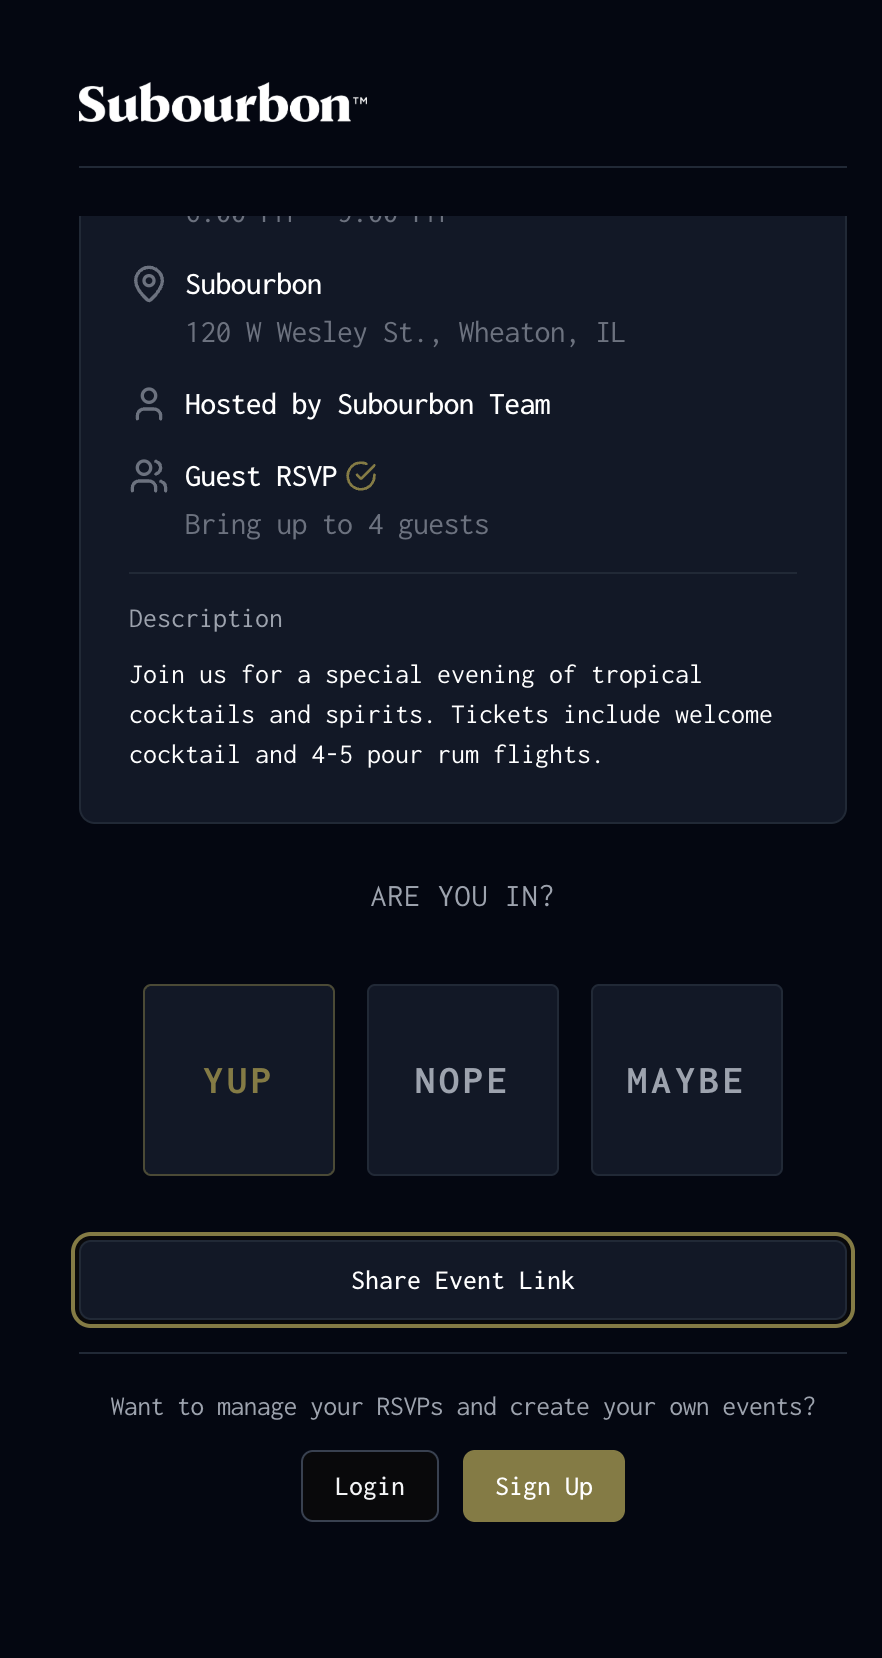 Subourbon™
Subourbon
120 W Wesley St., Wheaton, IL
Hosted by Subourbon Team
Guest RSVP
Bring up to 4 guests
Description
Join us for a special evening of tropical
cocktails and spirits. Tickets include welcome
cocktail and 4-5 pour rum flights.
ARE YOU IN?
YUP
NOPE
MAYBE
Share Event Link
Want to manage your RSVPs and create your own events?
Login
Sign Up